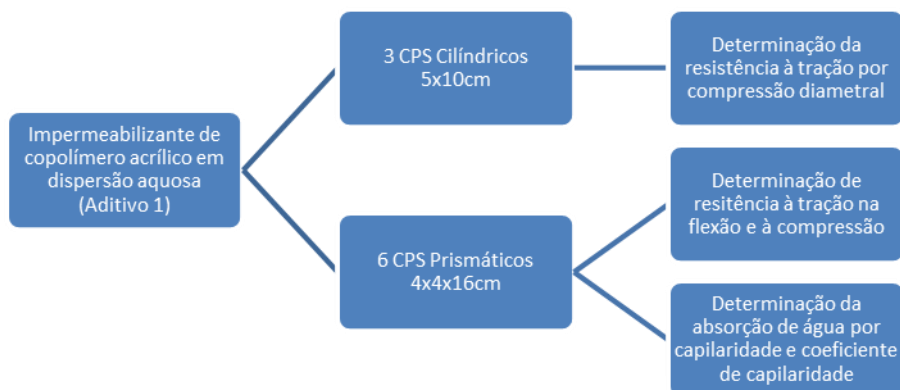 Impermeabilizante de
copolímero acrílico em
dispersão aquosa
(Aditivo 1)
3 CPS Cilíndricos
5x10cm
6 CPS Prismáticos
4x4x16cm
Determinação da
resistência à tração por
compressão diametral
Determinação de
resitência à tração na
flexão e à compressão
Determinação da
absorção de água por
capilaridade e coeficiente
de capilaridade